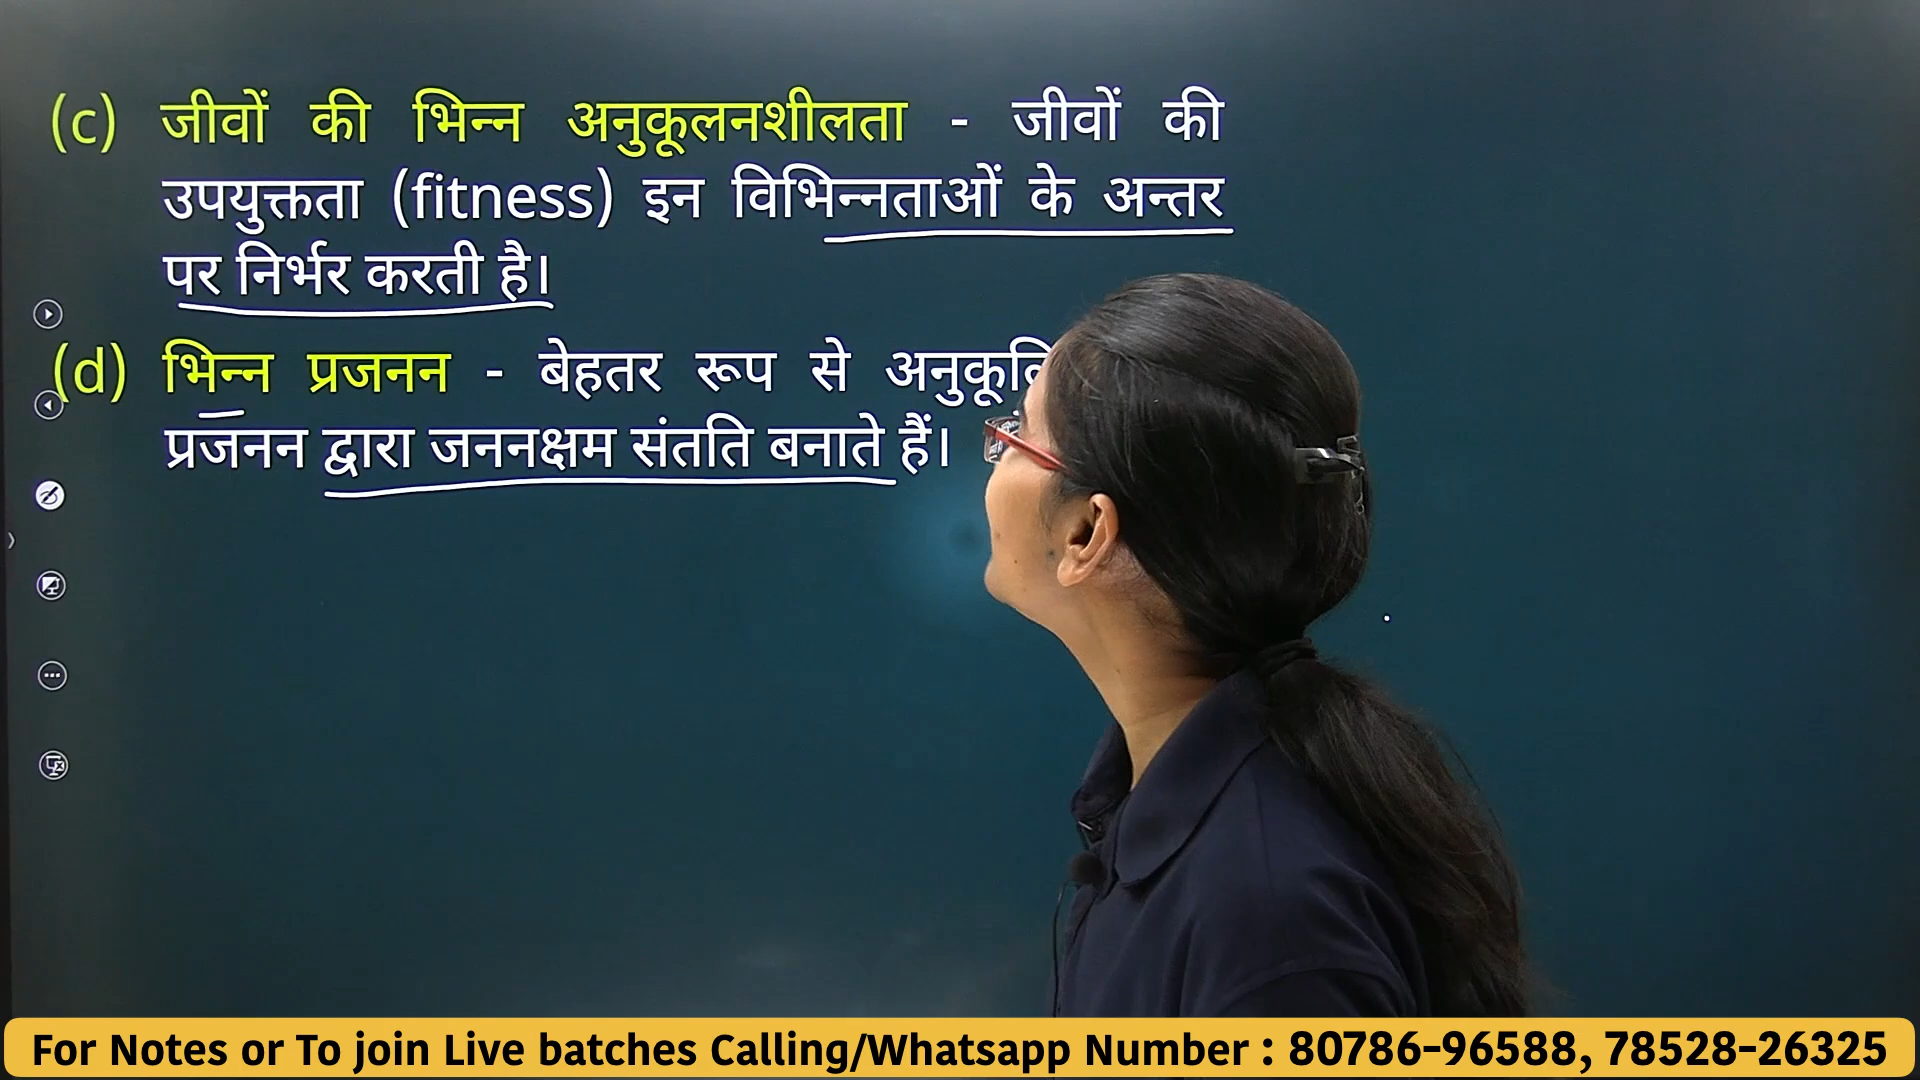 (c) जीवों की भिन्न अनुकूलनशीलता - जीवों की
उपयुक्तता (fitness) इन विभिन्नताओं के अन्तर
पर निर्भर करती है।
(d) भिन्न प्रजनन - बेहतर रूप से
प्रजनन द्वारा जननक्षम संतति बनाते हैं।
For Notes or To join Live batches Calling/Whatsapp Number : 80786-96588, 78528-26325